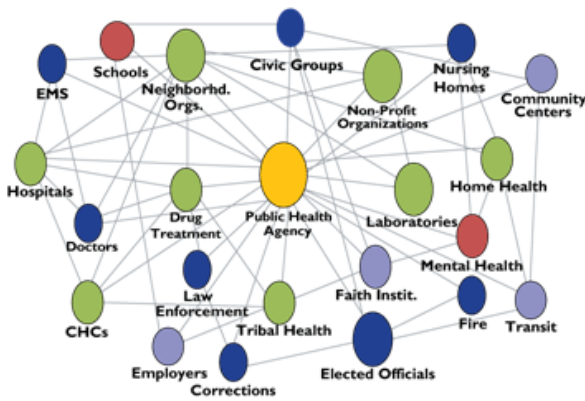 Schools
Civic Groups
EMS
Neighborhd.
Orgs.
Nursing
Homes
Community
Centers
Non-Profit
Organizations
Hospitals
Home Health
Drug
Treatment
Public Health
Agency
Laboratories
Doctors
Mental Health
Law
Enforcement
Faith Instit.
CHCs
Tribal Health
Fire
Transit
Employers
Corrections
Elected Officials